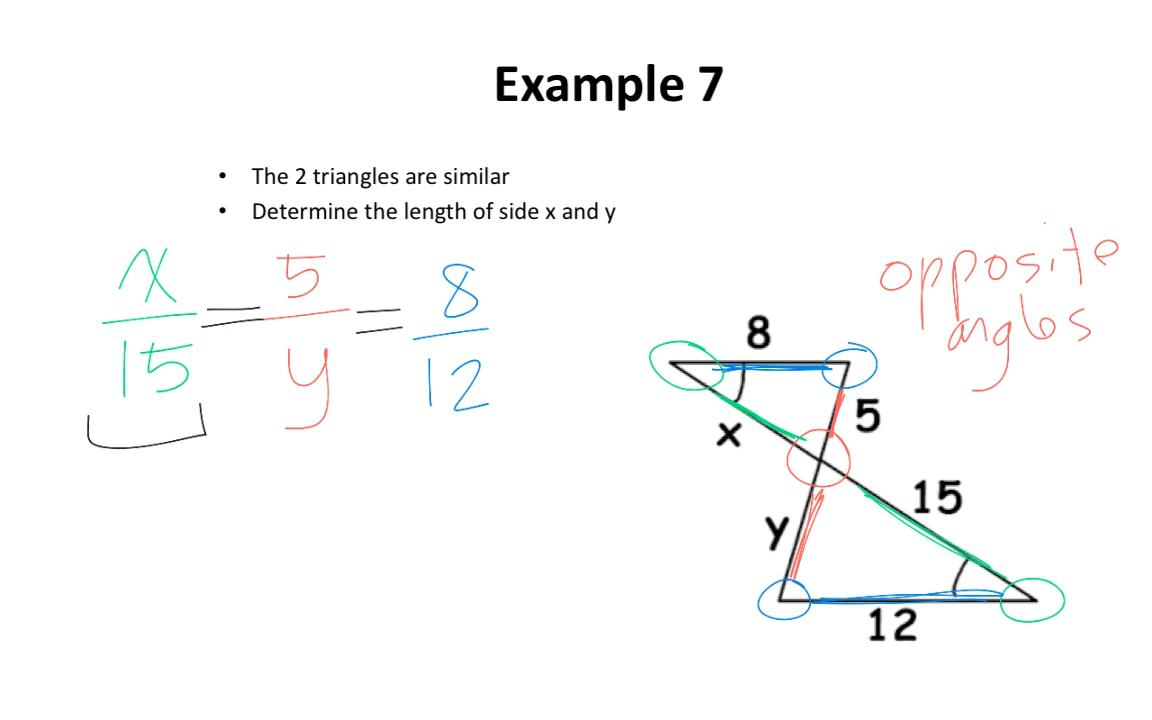 Example 7
• The 2 triangles are similar
• Determine the length of side x and y
x/15 = 5/y = 8/12
opposite
angles
8
5
x
15
y
12